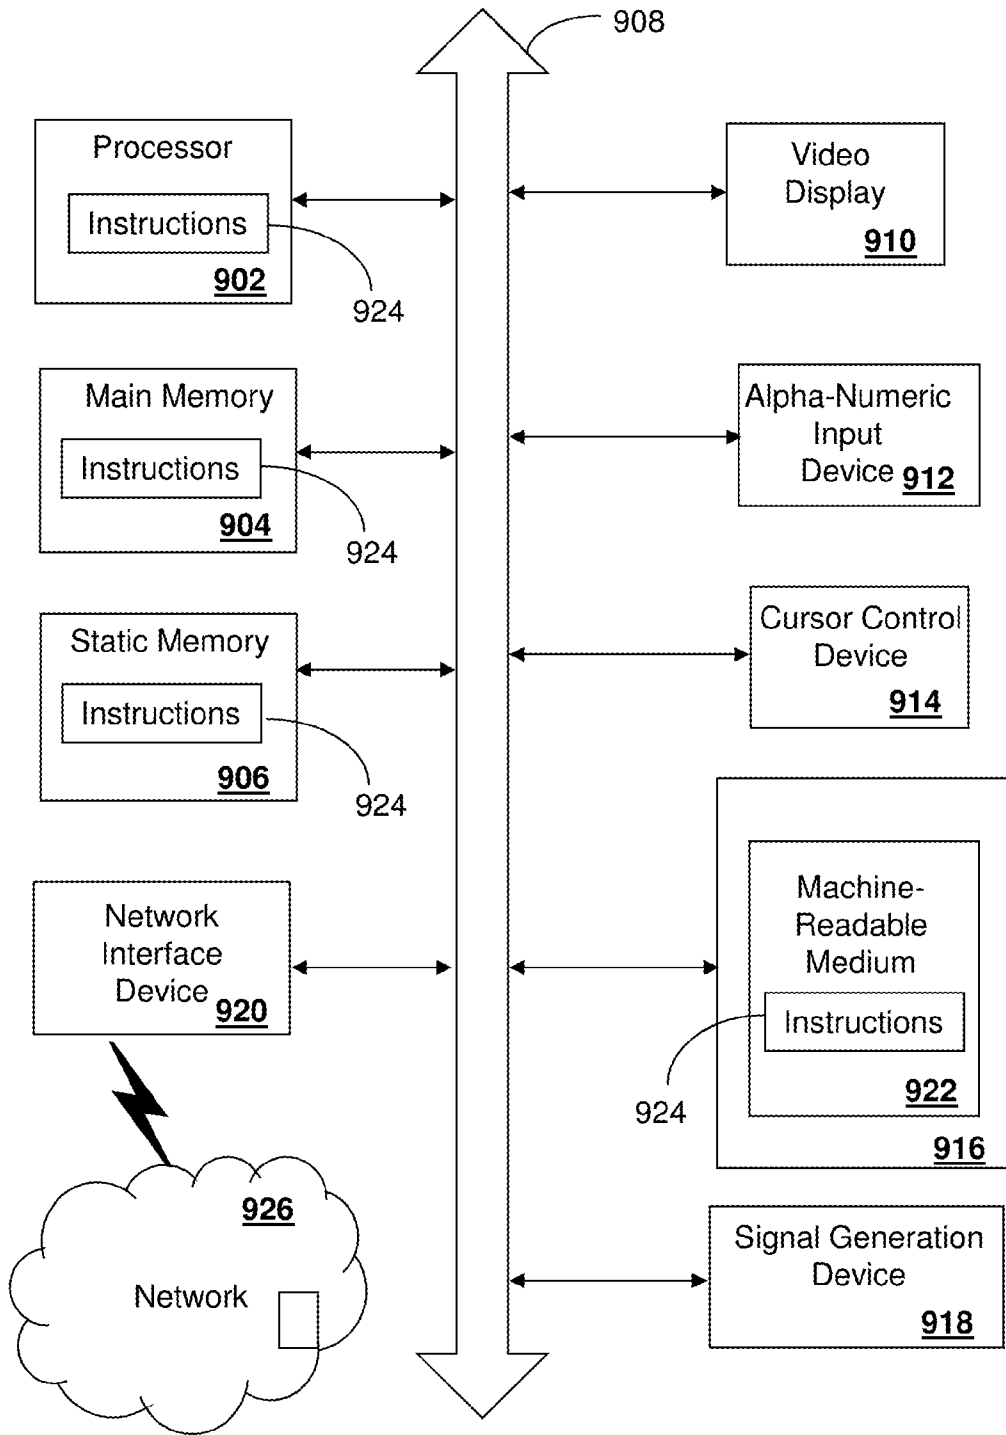 908
Processor
Instructions
902
924
Main Memory
Instructions
904
924
Static Memory
Instructions
906
924
Network
Interface
Device
920
926
Network
Video
Display
910
Alpha-Numeric
Input
Device
912
Cursor Control
Device
914
Machine-
Readable
Medium
Instructions
922
924
916
Signal Generation
Device
918